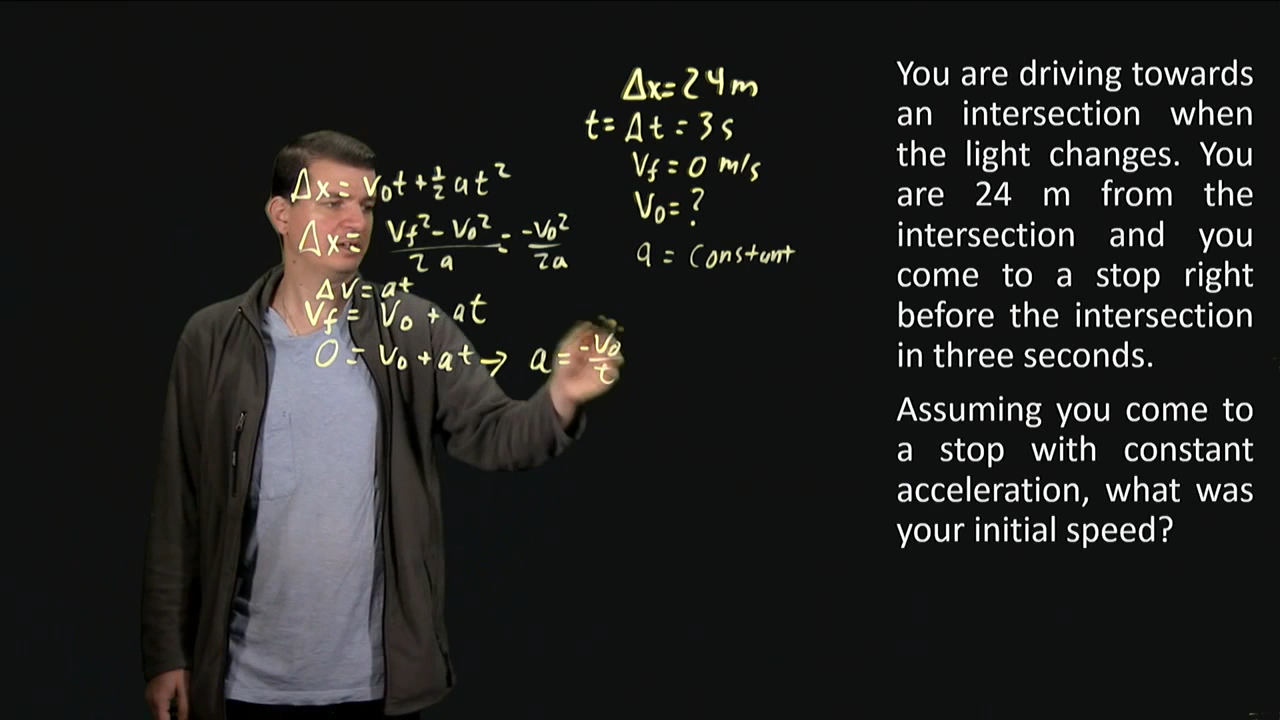 Δx = 24 m
t = Δt = 3 s
Vf = 0 m/s
V₀ = ?
a = constant
Δx = V₀t + ½ at²
Δx = Vf² - V₀² / 2a = -V₀² / 2a
ΔV = at
Vf = V₀ + at
0 = V₀ + at → a = -V₀ / t
You are driving towards
an intersection when
the light changes. You
are 24 m from the
intersection and you
come to a stop right
before the intersection
in three seconds.
Assuming you come to
a stop with constant
acceleration, what was
your initial speed?